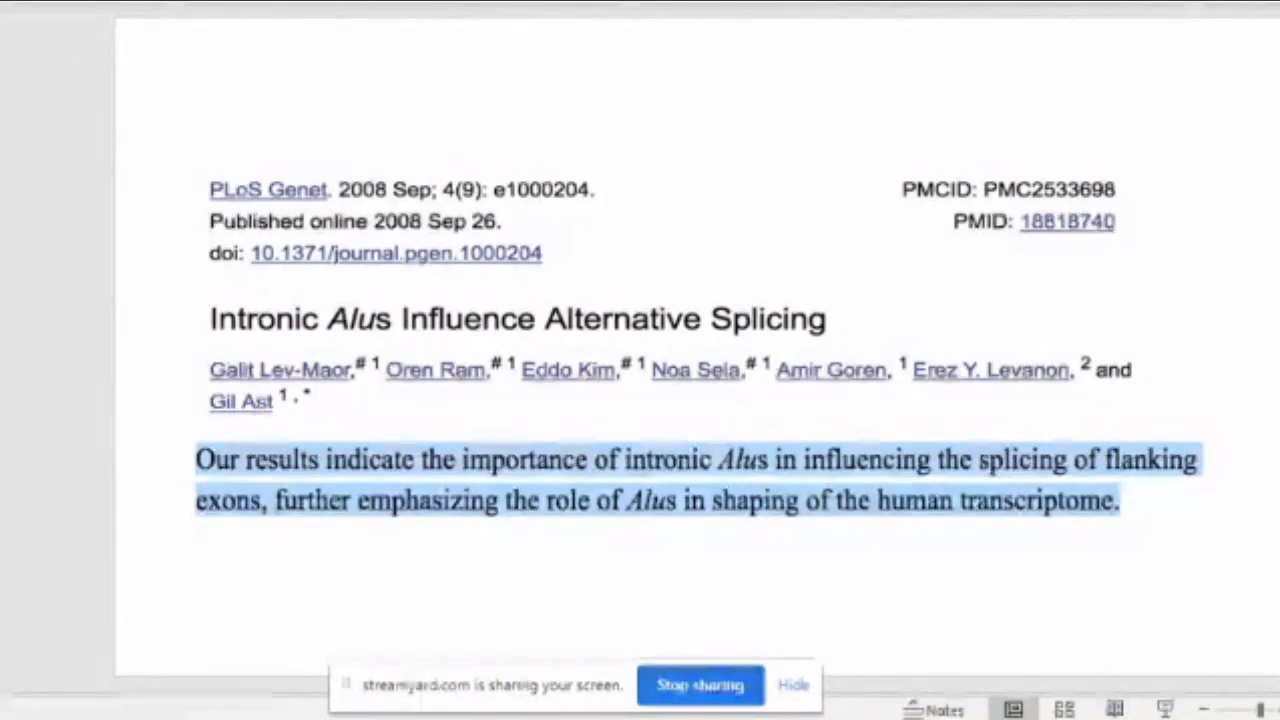 PLoS Genet. 2008 Sep; 4(9): e1000204. PMCID: PMC2533698
Published online 2008 Sep 26. PMID: 18818740
doi: 10.1371/journal.pgen.1000204
Intronic Alus Influence Alternative Splicing
Galit Lev-Maor,# 1 Oren Ram,# 1 Eddo Kim,# 1 Noa Sela,# 1 Amir Goren, 1 Erez Y. Levanon, 2 and
Gil Ast 1 , *
Our results indicate the importance of intronic Alus in influencing the splicing of flanking
exons, further emphasizing the role of Alus in shaping of the human transcriptome.
streamyard.com is sharing your screen. Stop sharing Hide
Notes